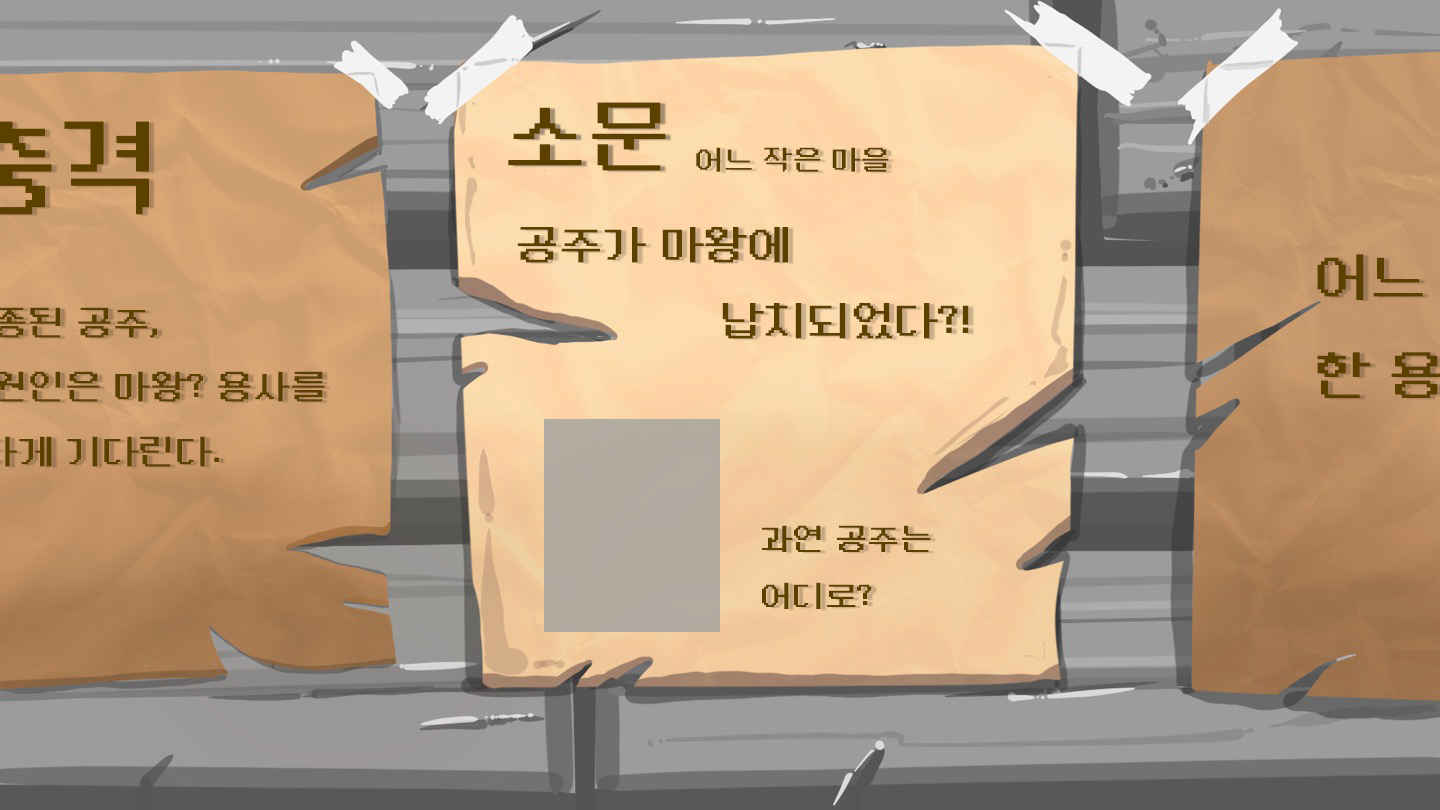 충격
종된 공주,
원인은 마왕? 용사를
하게 기다린다.
소문 어느 작은 마을
공주가 마왕에
납치되었다?!
과연 공주는
어디로?
어느
한 용